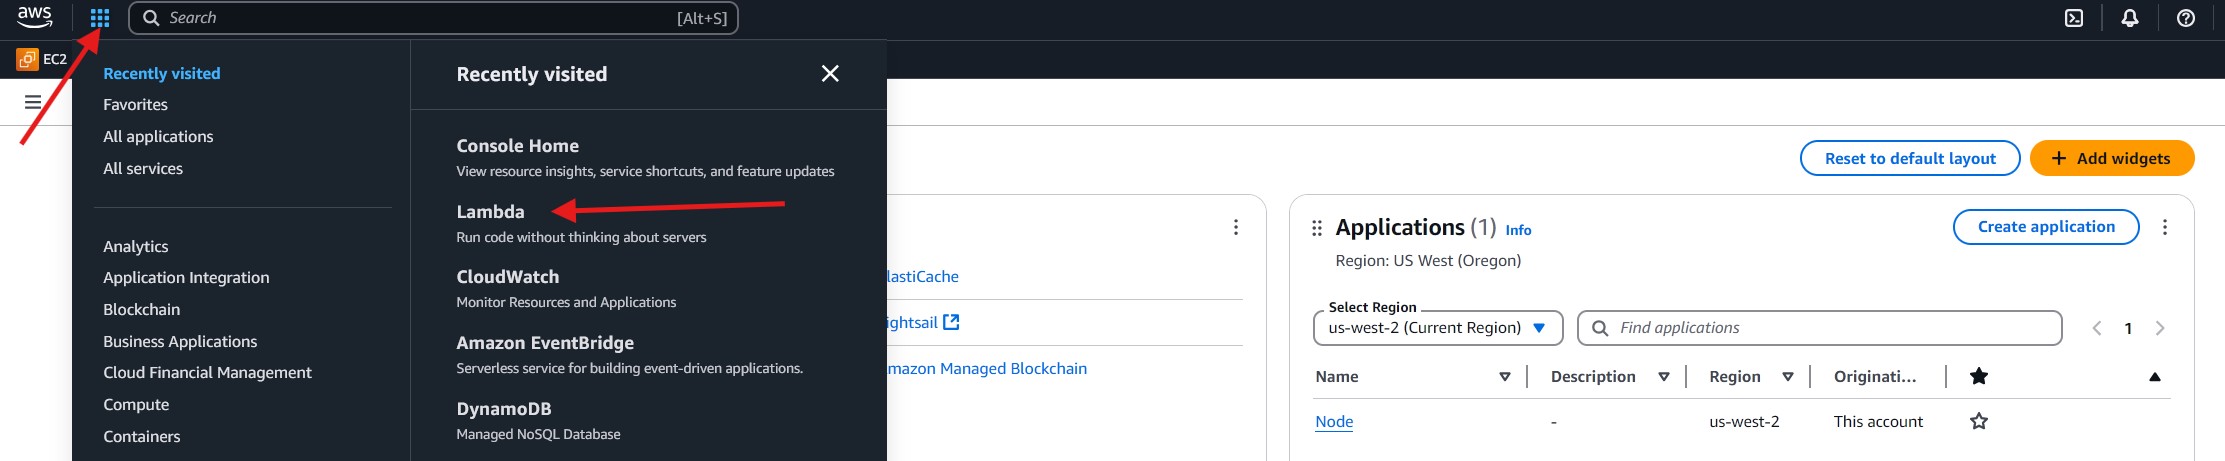 aws
Search
[Alt+S]
EC2
Recently visited
Favorites
All applications
All services
Analytics
Application Integration
Blockchain
Business Applications
Cloud Financial Management
Compute
Containers
Recently visited
Console Home
View resource insights, service shortcuts, and feature updates
Lambda
Run code without thinking about servers
CloudWatch
Monitor Resources and Applications
Amazon EventBridge
Serverless service for building event-driven applications.
DynamoDB
Managed NoSQL Database
Reset to default layout
+ Add widgets
lastiCache
ightsail
mazon Managed Blockchain
Applications (1) Info
Create application
Region: US West (Oregon)
Select Region
us-west-2 (Current Region)
Find applications
1
Name Description Region Originati...
Node - us-west-2 This account